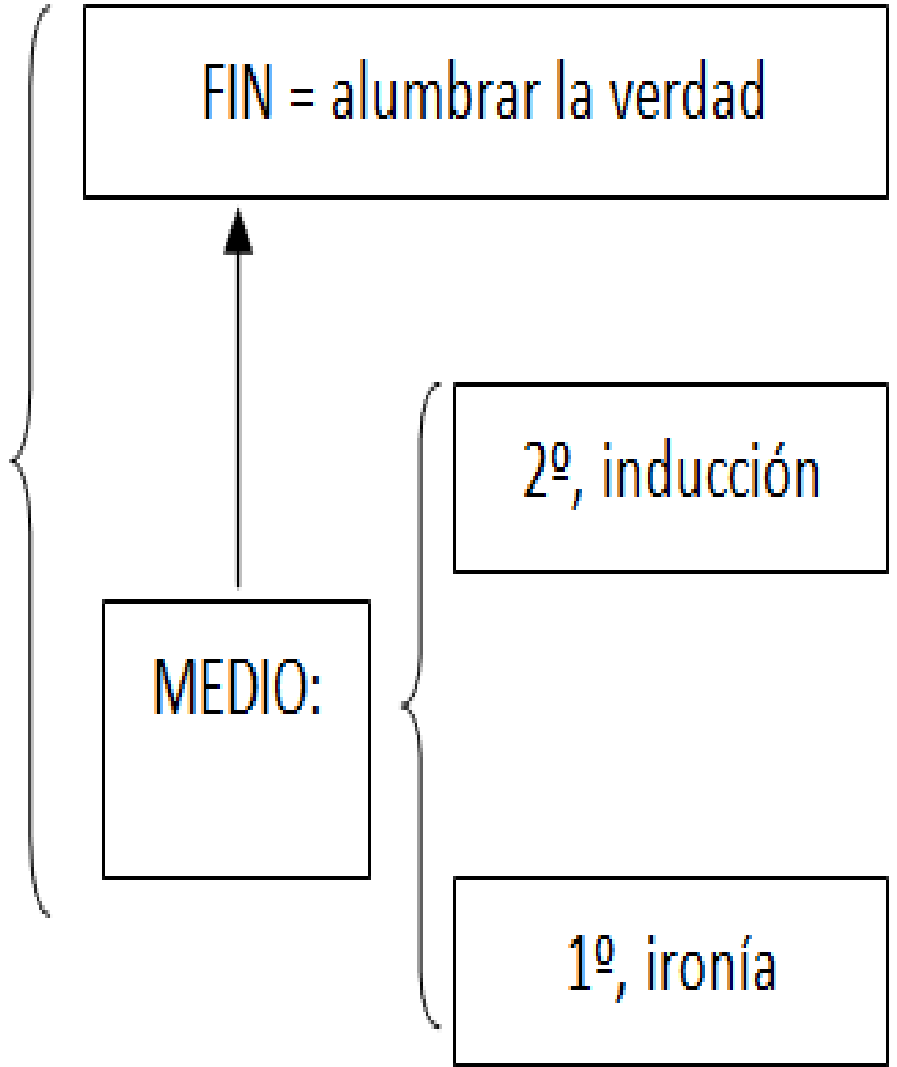 FIN = alumbrar la verdad
2º, inducción
MEDIO:
1º, ironía